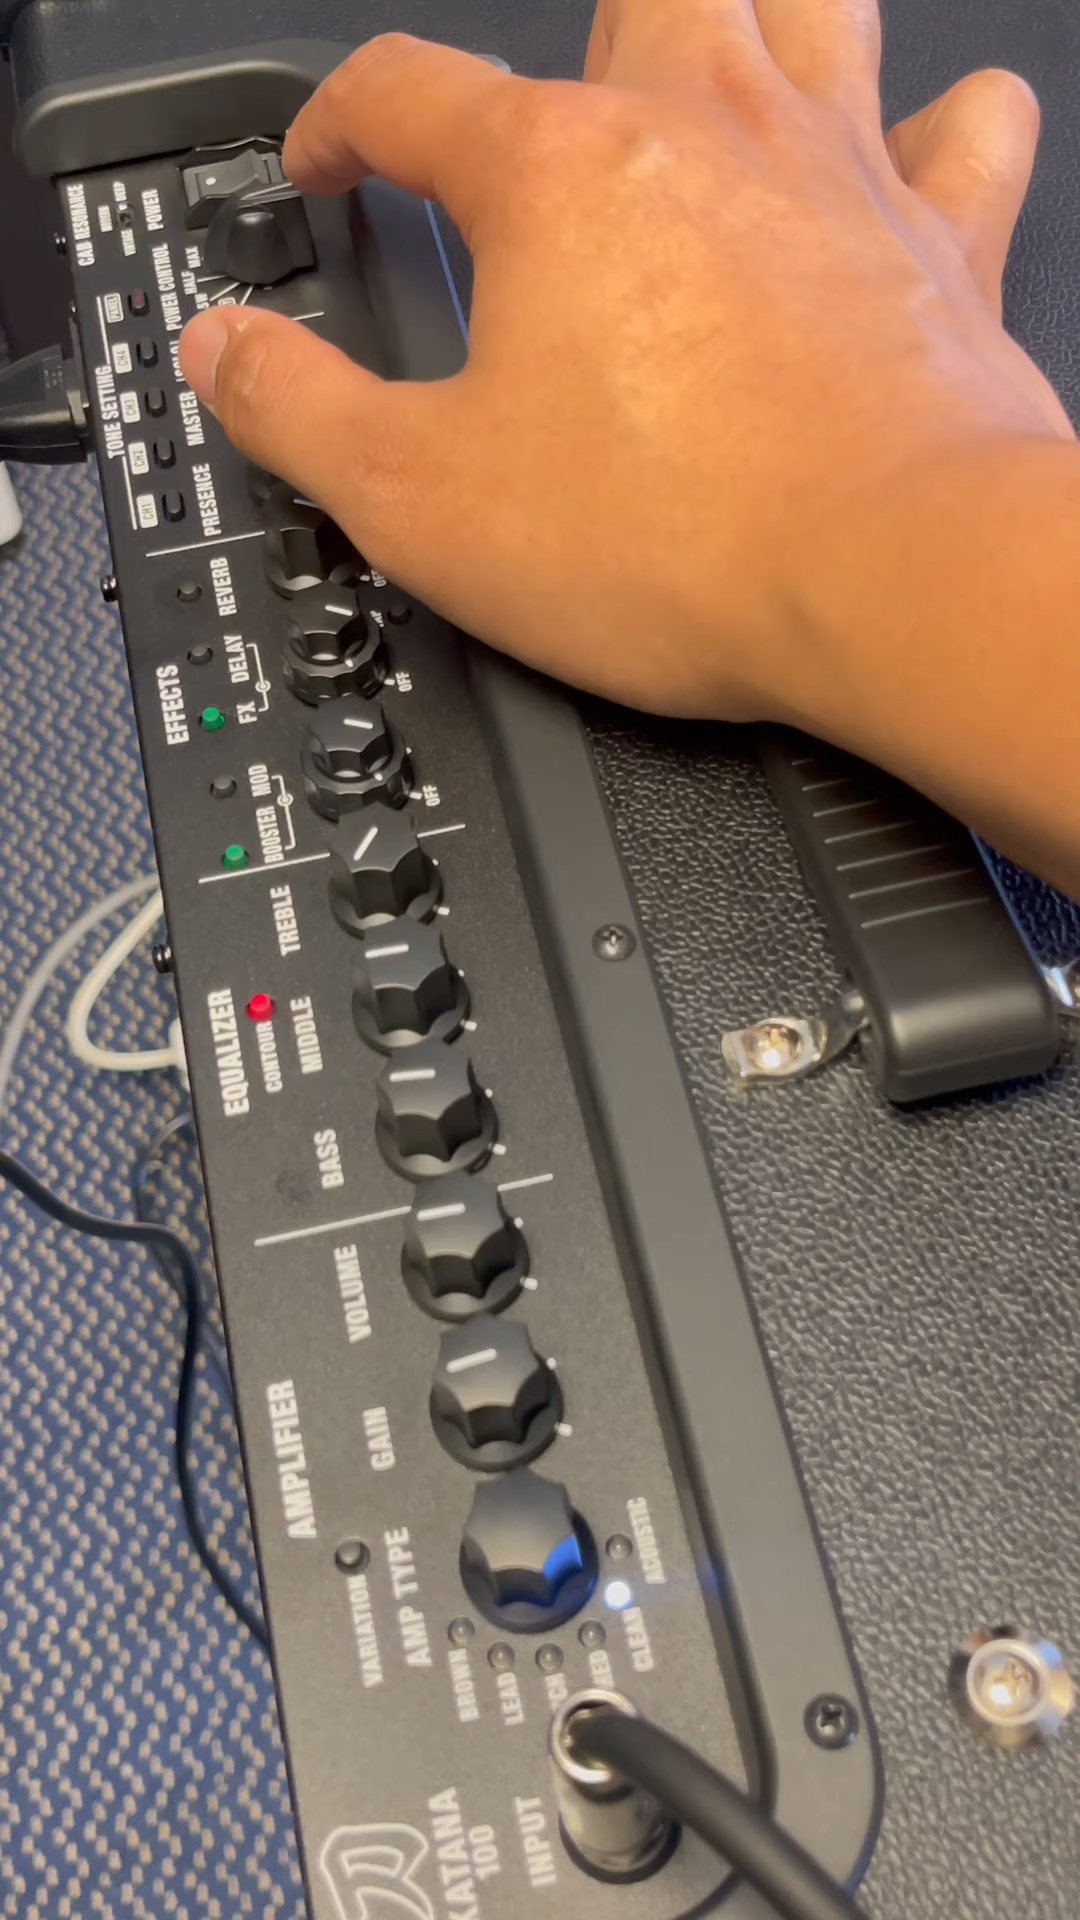 CAB RESONANCE
VINTAGE
DEEP
POWER
TONE SETTING
PANEL
CH4
CH3
CH2
CH1
POWER CONTROL
HALF
MAX
MASTER
PRESENCE
EFFECTS
REVERB
DELAY
FX
OFF
MOD
BOOSTER
OFF
EQUALIZER
TREBLE
CONTOUR
MIDDLE
BASS
AMPLIFIER
VOLUME
GAIN
VARIATION
AMP TYPE
BROWN
LEAD
CLEAN
ACOUSTIC
KATANA
100
INPUT